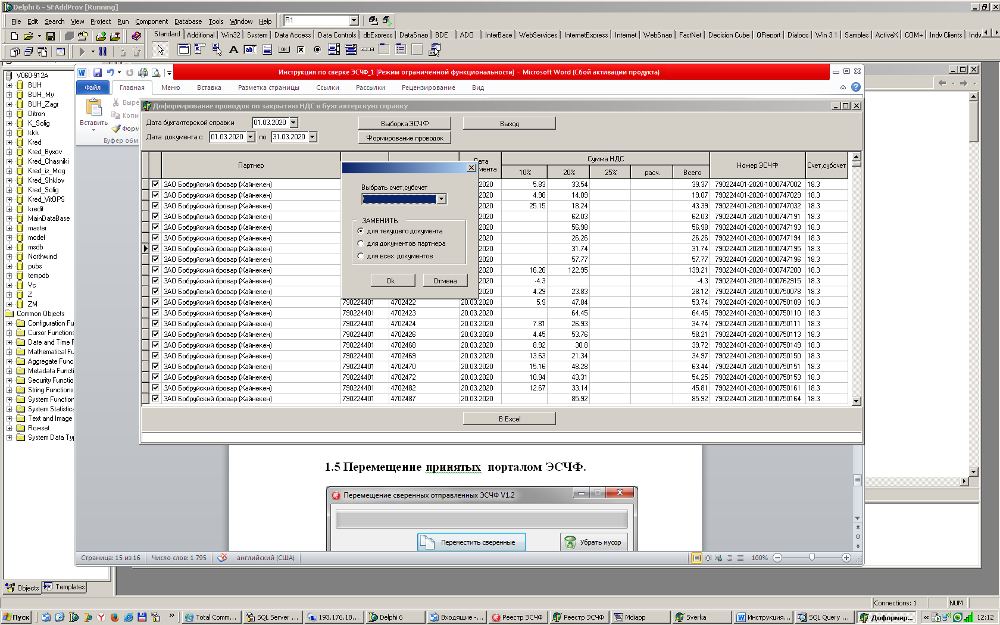 Delphi 6 - SFAddProv [Running]
File Edit Search View Project Run Component Database Tools Window Help
R1
Standard Additional Win32 System Data Access Data Controls dbExpress DataSnap BDE ADO InterBase WebServices InternetExpress Internet WebSnap FastNet Decision Cube QReport Dialogs Win 3.1 Samples ActiveX COM+ Indy Clients
V060-912A
BUH
BUH_My
BUH_Zagr
Ditron
K_Solig
kkk
Kred
Kred_Byxov
Kred_Chasniki
Kred_iz_Mog
Kred_Shklov
Kred_Solig
Kred_VitOPS
kredit
MainDataBase
master
model
msdb
Northwind
pubs
tempdb
Vc
Z
ZM
Common Objects
Configuration Fu
Cursor Functions
Date and Time F
Mathematical Fu
Aggregate Func
Metadata Functi
Security Functio
String Functions
System Function
System Statistica
Text and Image
Rowset
System Data Typ
Objects Templates
Инструкция по сверке ЭСЧФ_1 [Режим ограниченной функциональности] - Microsoft Word (Сбой активации продукта)
Файл Главная Меню Вставка Разметка страницы Ссылки Рассылки Рецензирование Вид
Вставить
Выре
Копи
Форм
Буфер обм
Доформирование проводок по закрытию НДС в бухгалтерскую справку
Дата бухгалтерской справки 01.03.2020 Выборка ЭСЧФ Выход
Дата документа с 01.03.2020 по 31.03.2020 Формирование проводок
Партнер Дата Сумма НДС Номер ЭСЧФ Счет,субсчет
мента 10% 20% 25% расч. Всего
ЗАО Бобруйский бровар (Хайнекен) 2020 5.83 33.54 39.37 790224401-2020-1000747002 18.3
ЗАО Бобруйский бровар (Хайнекен) 2020 4.98 14.09 19.07 790224401-2020-1000747029 18.3
ЗАО Бобруйский бровар (Хайнекен) 2020 25.15 18.24 43.39 790224401-2020-1000747032 18.3
ЗАО Бобруйский бровар (Хайнекен) 2020 62.03 62.03 790224401-2020-1000747191 18.3
ЗАО Бобруйский бровар (Хайнекен) 2020 56.98 56.98 790224401-2020-1000747193 18.3
ЗАО Бобруйский бровар (Хайнекен) 2020 26.26 26.26 790224401-2020-1000747194 18.3
ЗАО Бобруйский бровар (Хайнекен) 2020 31.74 31.74 790224401-2020-1000747195 18.3
ЗАО Бобруйский бровар (Хайнекен) 2020 57.77 57.77 790224401-2020-1000747196 18.3
ЗАО Бобруйский бровар (Хайнекен) 2020 16.26 122.95 139.21 790224401-2020-1000747200 18.3
ЗАО Бобруйский бровар (Хайнекен) 2020 -4.3 -4.3 790224401-2020-1000762915 18.3
ЗАО Бобруйский бровар (Хайнекен) 2020 4.29 23.83 28.12 790224401-2020-1000750078 18.3
ЗАО Бобруйский бровар (Хайнекен) 790224401 4702422 20.03.2020 5.9 47.84 53.74 790224401-2020-1000750109 18.3
ЗАО Бобруйский бровар (Хайнекен) 790224401 4702423 20.03.2020 64.45 64.45 790224401-2020-1000750110 18.3
ЗАО Бобруйский бровар (Хайнекен) 790224401 4702424 20.03.2020 7.81 26.93 34.74 790224401-2020-1000750111 18.3
ЗАО Бобруйский бровар (Хайнекен) 790224401 4702426 20.03.2020 4.45 53.76 58.21 790224401-2020-1000750113 18.3
ЗАО Бобруйский бровар (Хайнекен) 790224401 4702468 20.03.2020 8.92 30.8 39.72 790224401-2020-1000750149 18.3
ЗАО Бобруйский бровар (Хайнекен) 790224401 4702469 20.03.2020 13.63 21.34 34.97 790224401-2020-1000750150 18.3
ЗАО Бобруйский бровар (Хайнекен) 790224401 4702470 20.03.2020 15.16 48.28 63.44 790224401-2020-1000750151 18.3
ЗАО Бобруйский бровар (Хайнекен) 790224401 4702472 20.03.2020 10.94 43.31 54.25 790224401-2020-1000750153 18.3
ЗАО Бобруйский бровар (Хайнекен) 790224401 4702482 20.03.2020 12.67 33.14 45.81 790224401-2020-1000750161 18.3
ЗАО Бобруйский бровар (Хайнекен) 790224401 4702487 20.03.2020 85.92 85.92 790224401-2020-1000750164 18.3
Выбрать счет,субсчет
ЗАМЕНИТЬ
для текущего документа
для документов партнера
для всех документов
Ok Отмена
В Excel
1.5 Перемещение принятых порталом ЭСЧФ.
Перемещение сверенных отправленных ЭСЧФ V1.2
Переместить сверенные Убрать мусор
Страница: 15 из 16 Число слов: 1 795 английский (США) 100%
Connections: 1 NUM
Пуск Total Comm... SQL Server ... 193.176.18... Delphi 6 Входящие -... Реестр ЭСЧФ Реестр ЭСЧФ Mdiapp Sverka Инструкция... SQL Query ... Доформир... 12:12